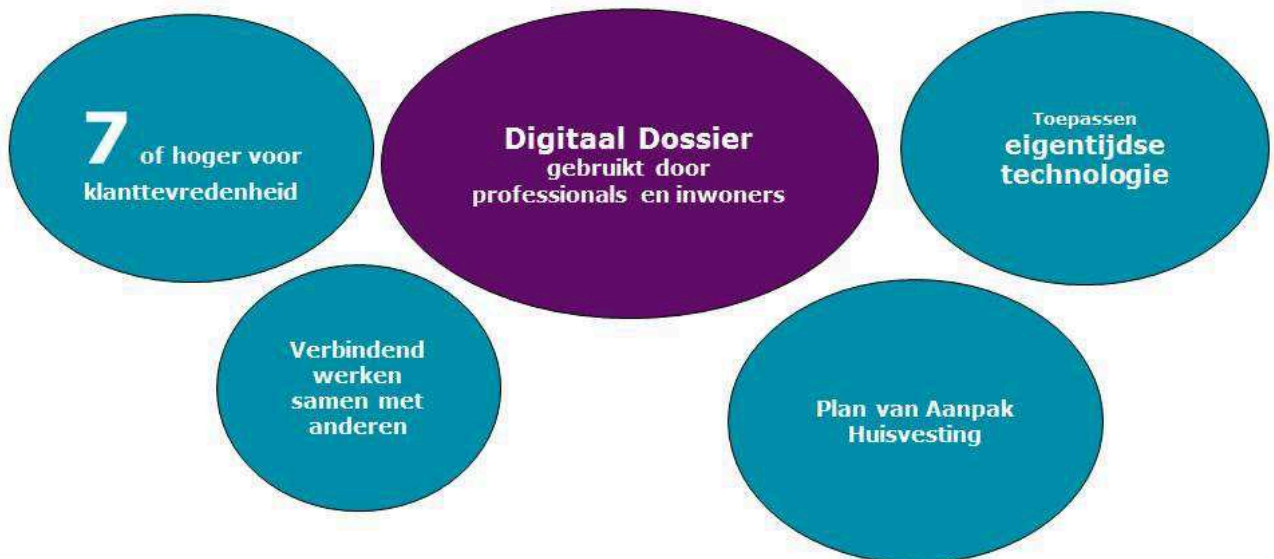 7 of hoger voor
klanttevredenheid
Digitaal Dossier
gebruikt door
professionals en inwoners
Toepassen
eigentijdse
technologie
Verbindend
werken
samen met
anderen
Plan van Aanpak
Huisvesting